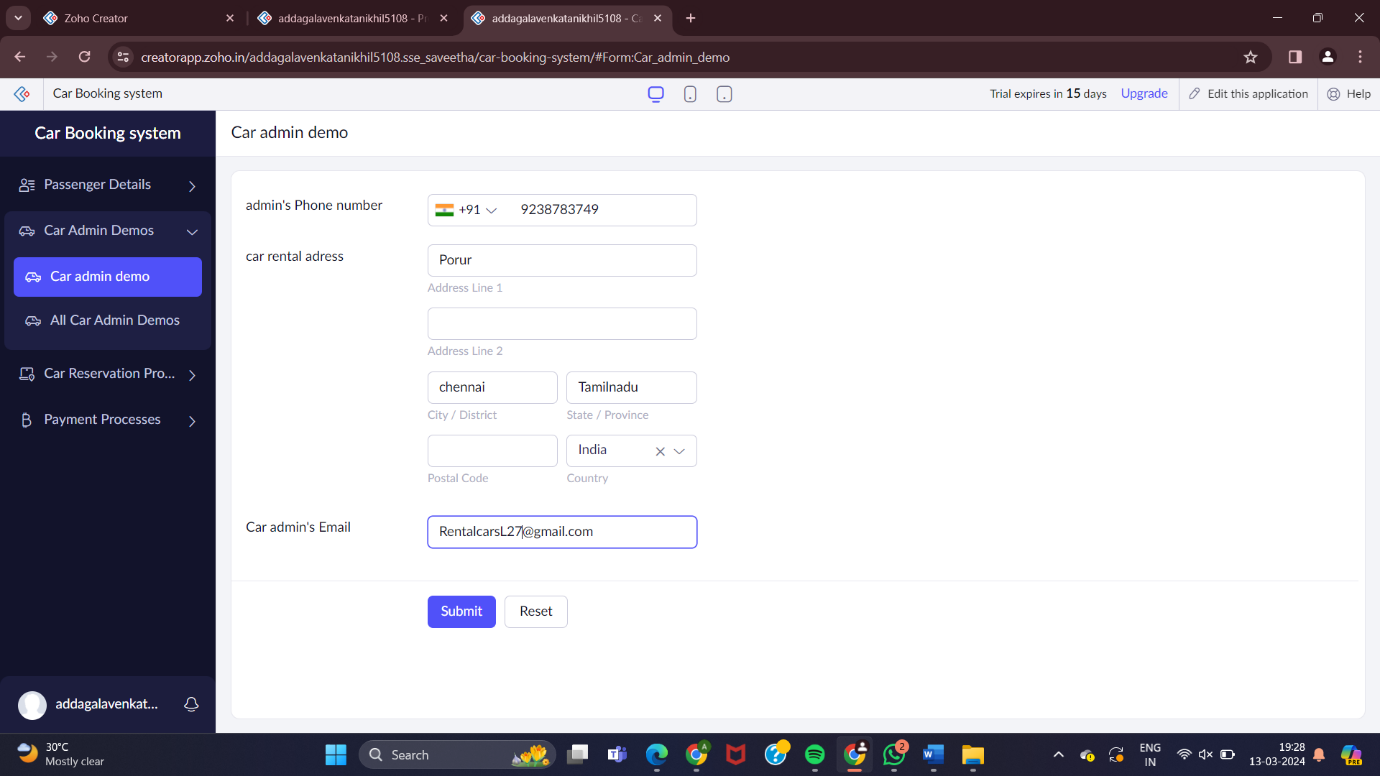 Zoho Creator
addagalavenkatanikhil5108 - Pr
addagalavenkatanikhil5108 - Ca
creatorapp.zoho.in/addagalavenkatanikhil5108.sse_saveetha/car-booking-system/#Form:Car_admin_demo
Car Booking system
Trial expires in 15 days
Upgrade
Edit this application
Help
Car Booking system
Passenger Details
Car Admin Demos
Car admin demo
All Car Admin Demos
Car Reservation Pro...
Payment Processes
addagalavenkat...
Car admin demo
admin's Phone number
+91
9238783749
car rental adress
Porur
Address Line 1
Address Line 2
chennai
Tamilnadu
City / District
State / Province
India
Postal Code
Country
Car admin's Email
RentalcarsL27@gmail.com
Submit
Reset
30°C
Mostly clear
Search
A
2
ENG
IN
19:28
13-03-2024
PRE